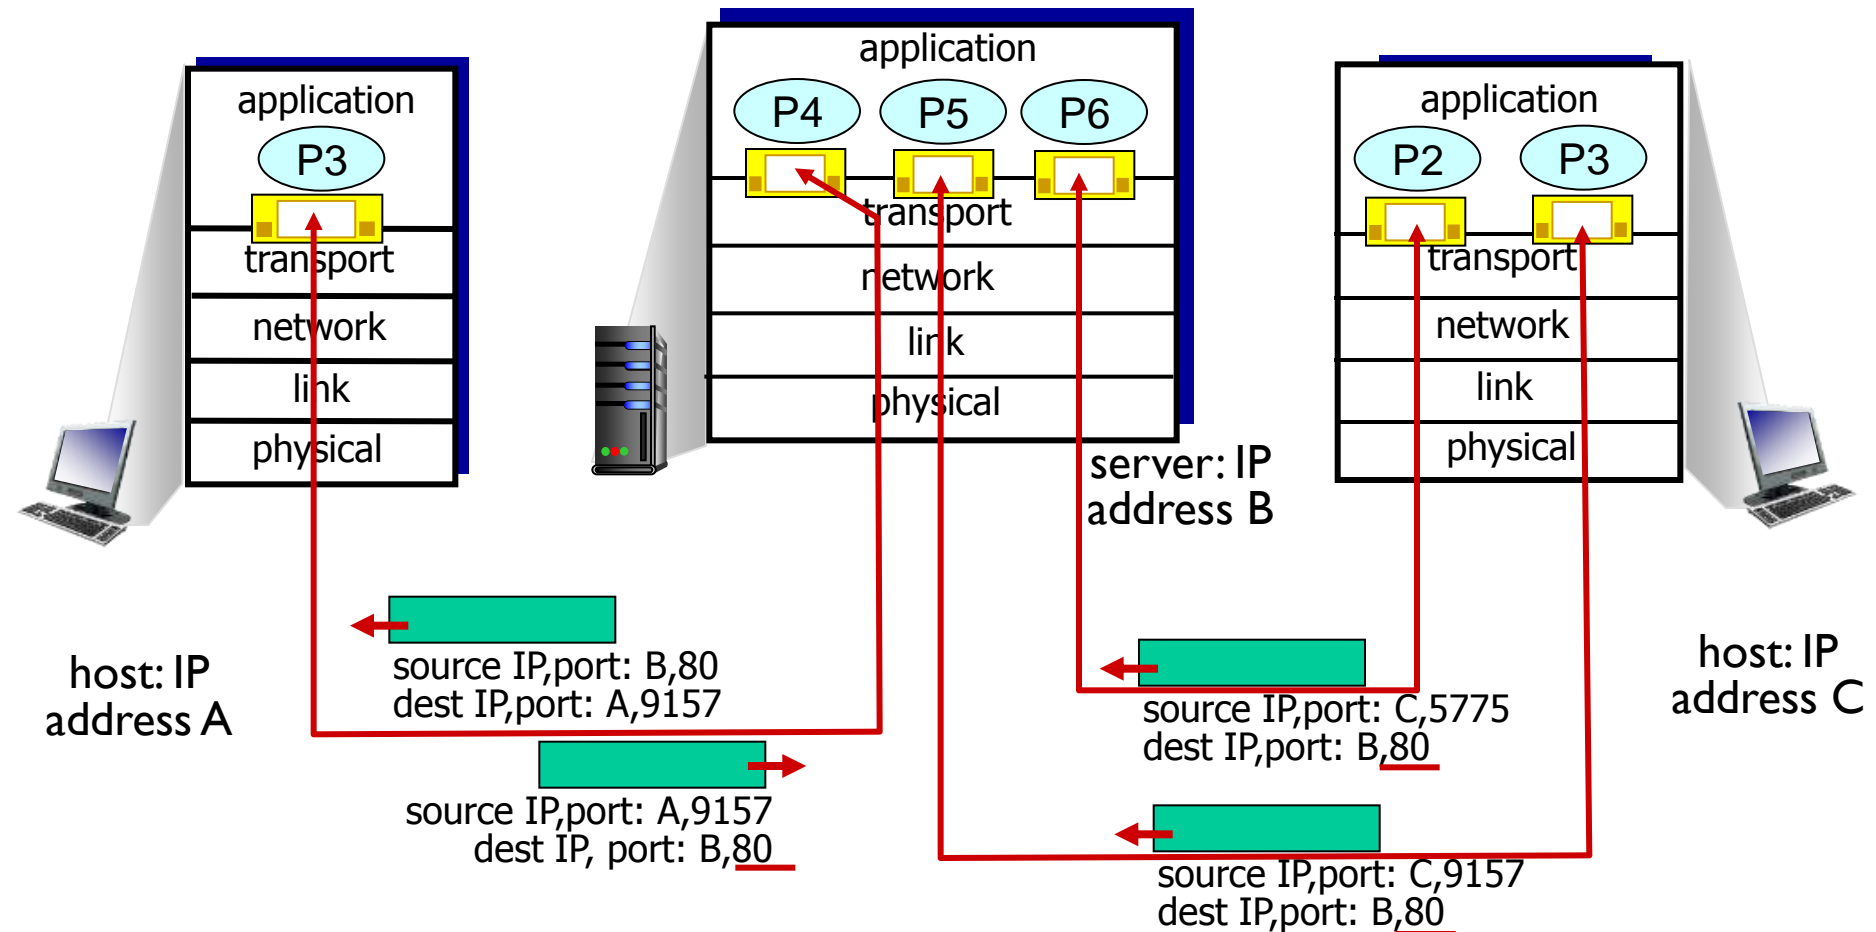 application
P3
transport
network
link
physical
host: IP
address A
application
P4 P5 P6
transport
network
link
physical
server: IP
address B
application
P2 P3
transport
network
link
physical
host: IP
address C
source IP,port: B,80
dest IP,port: A,9157
source IP,port: A,9157
dest IP, port: B,80
source IP,port: C,5775
dest IP,port: B,80
source IP,port: C,9157
dest IP,port: B,80